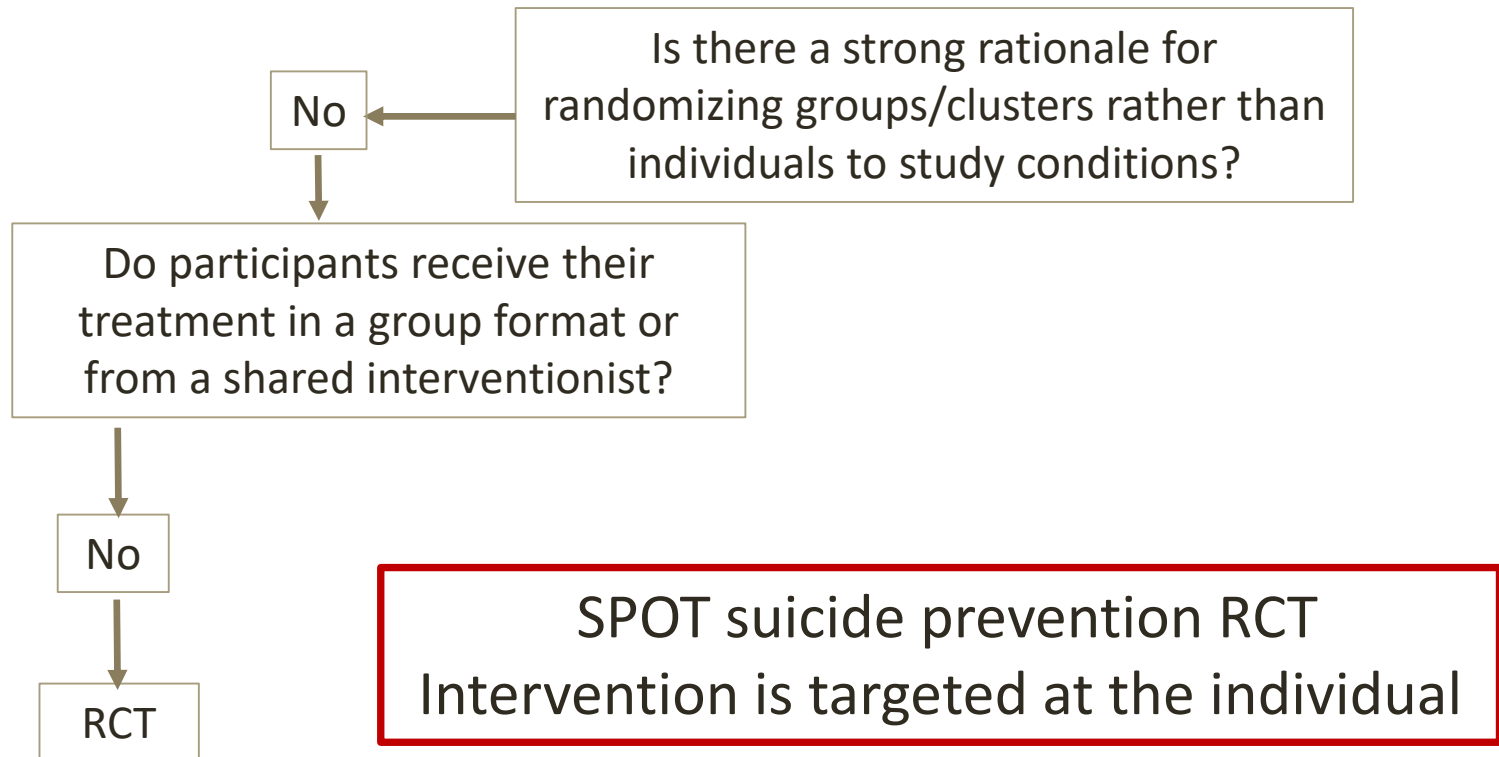 Is there a strong rationale for
randomizing groups/clusters rather than
individuals to study conditions?
No
Do participants receive their
treatment in a group format or
from a shared interventionist?
No
RCT
SPOT suicide prevention RCT
Intervention is targeted at the individual